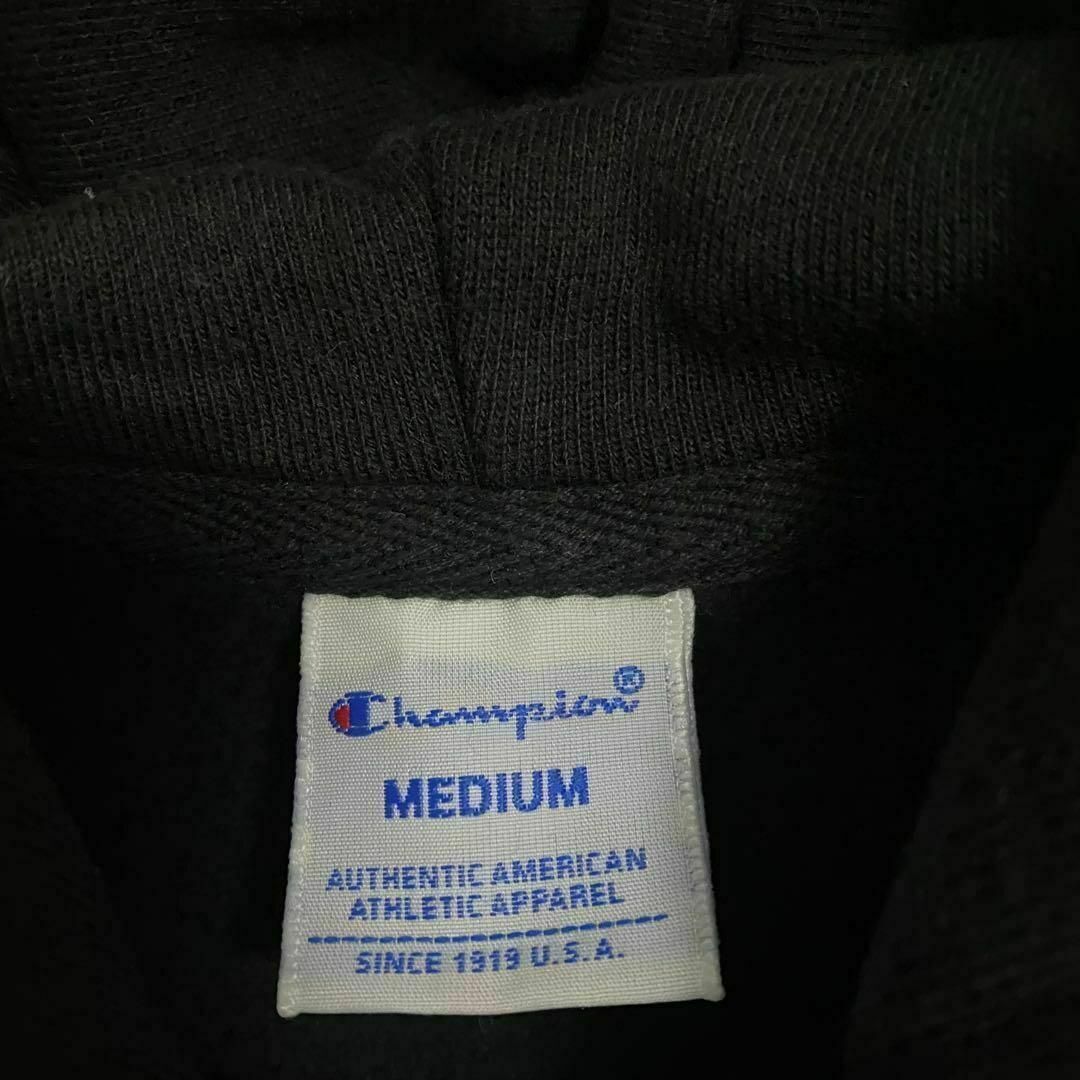 Champion®
MEDIUM
AUTHENTIC AMERICAN
ATHLETIC APPAREL
SINCE 1919 U.S.A.